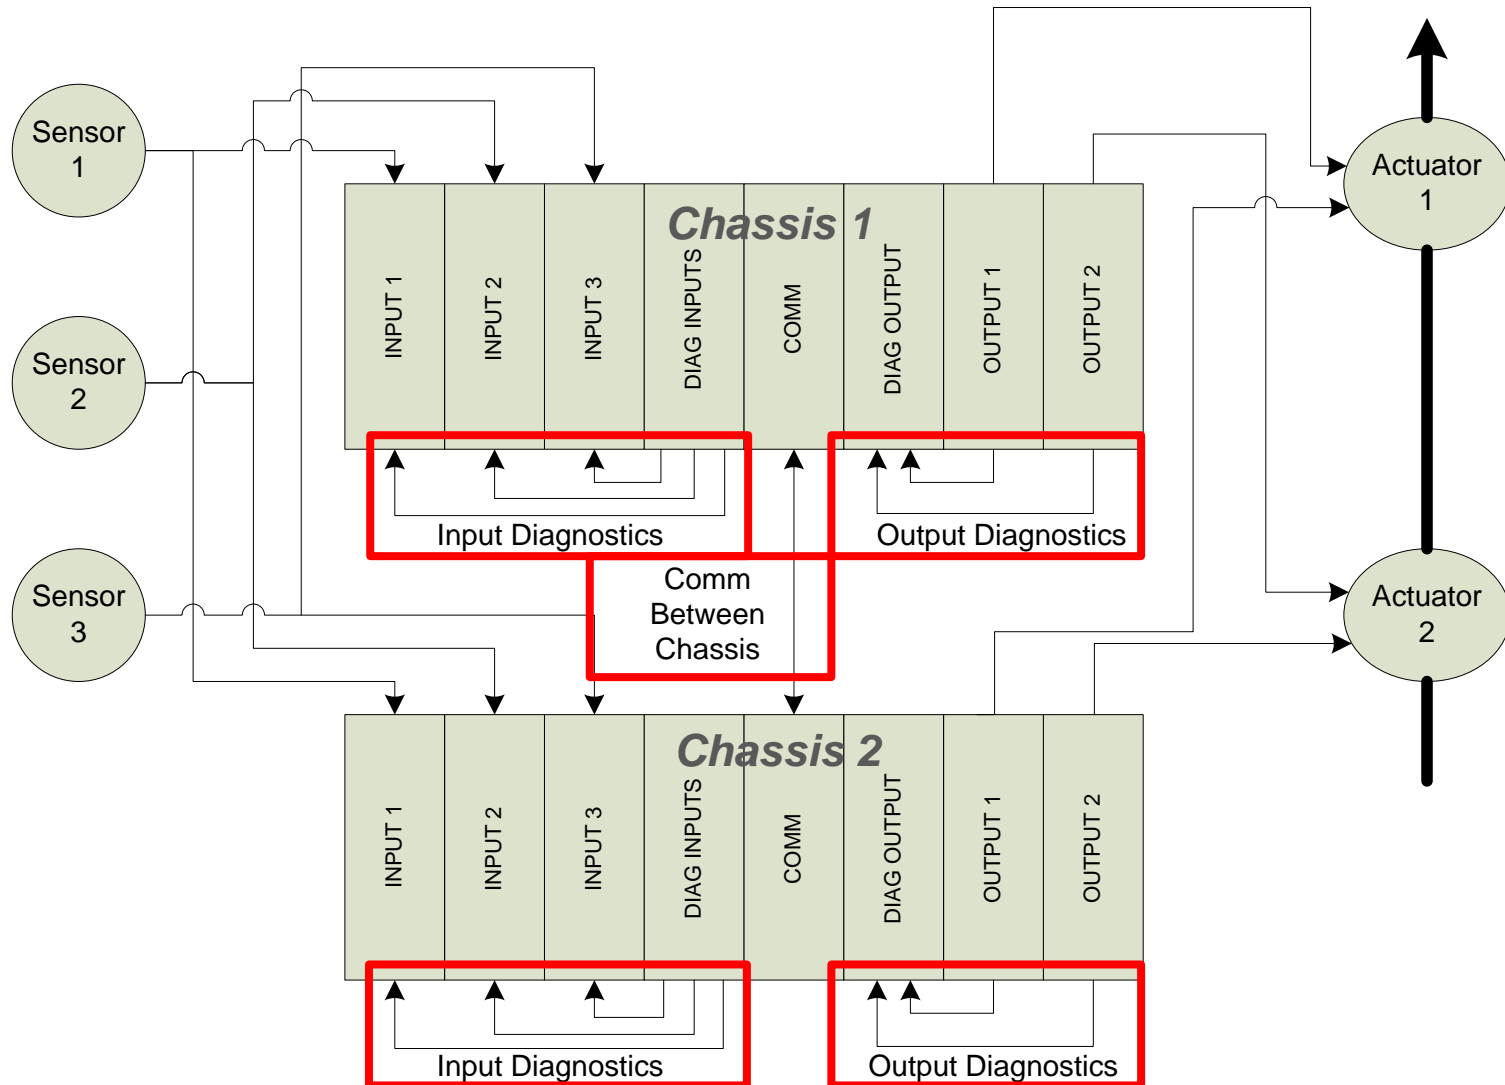 Sensor
1
Sensor
2
Sensor
3
Chassis 1
INPUT 1
INPUT 2
INPUT 3
DIAG INPUTS
COMM
DIAG OUTPUT
OUTPUT 1
OUTPUT 2
Input Diagnostics
Output Diagnostics
Comm
Between
Chassis
Chassis 2
INPUT 1
INPUT 2
INPUT 3
DIAG INPUTS
COMM
DIAG OUTPUT
OUTPUT 1
OUTPUT 2
Input Diagnostics
Output Diagnostics
Actuator
1
Actuator
2